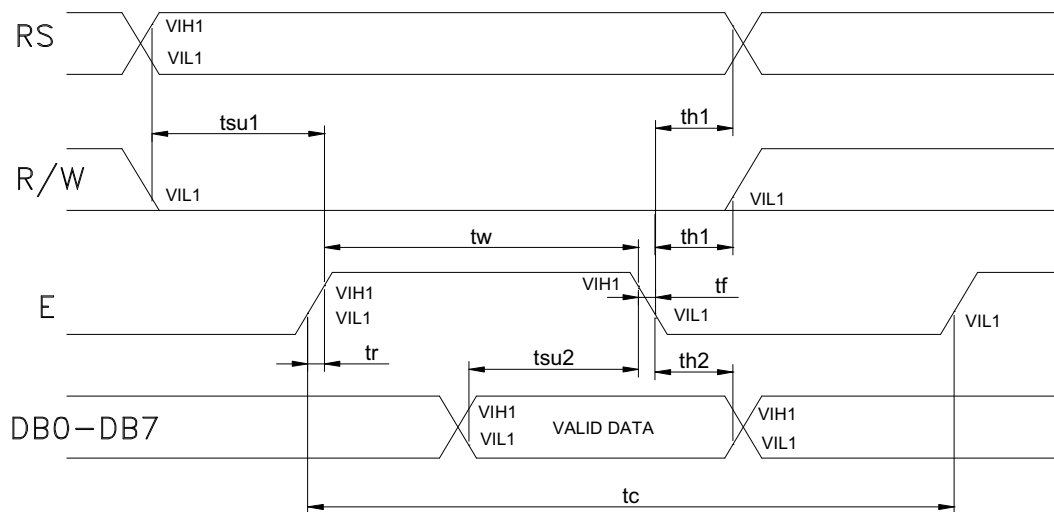 RS
VIH1
VIL1
tsu1
th1
R/W
VIL1
VIL1
tw
th1
E
VIH1
VIL1
VIH1
tf
VIL1
VIL1
tr
tsu2
th2
DB0-DB7
VIH1
VIL1
VALID DATA
VIH1
VIL1
tc